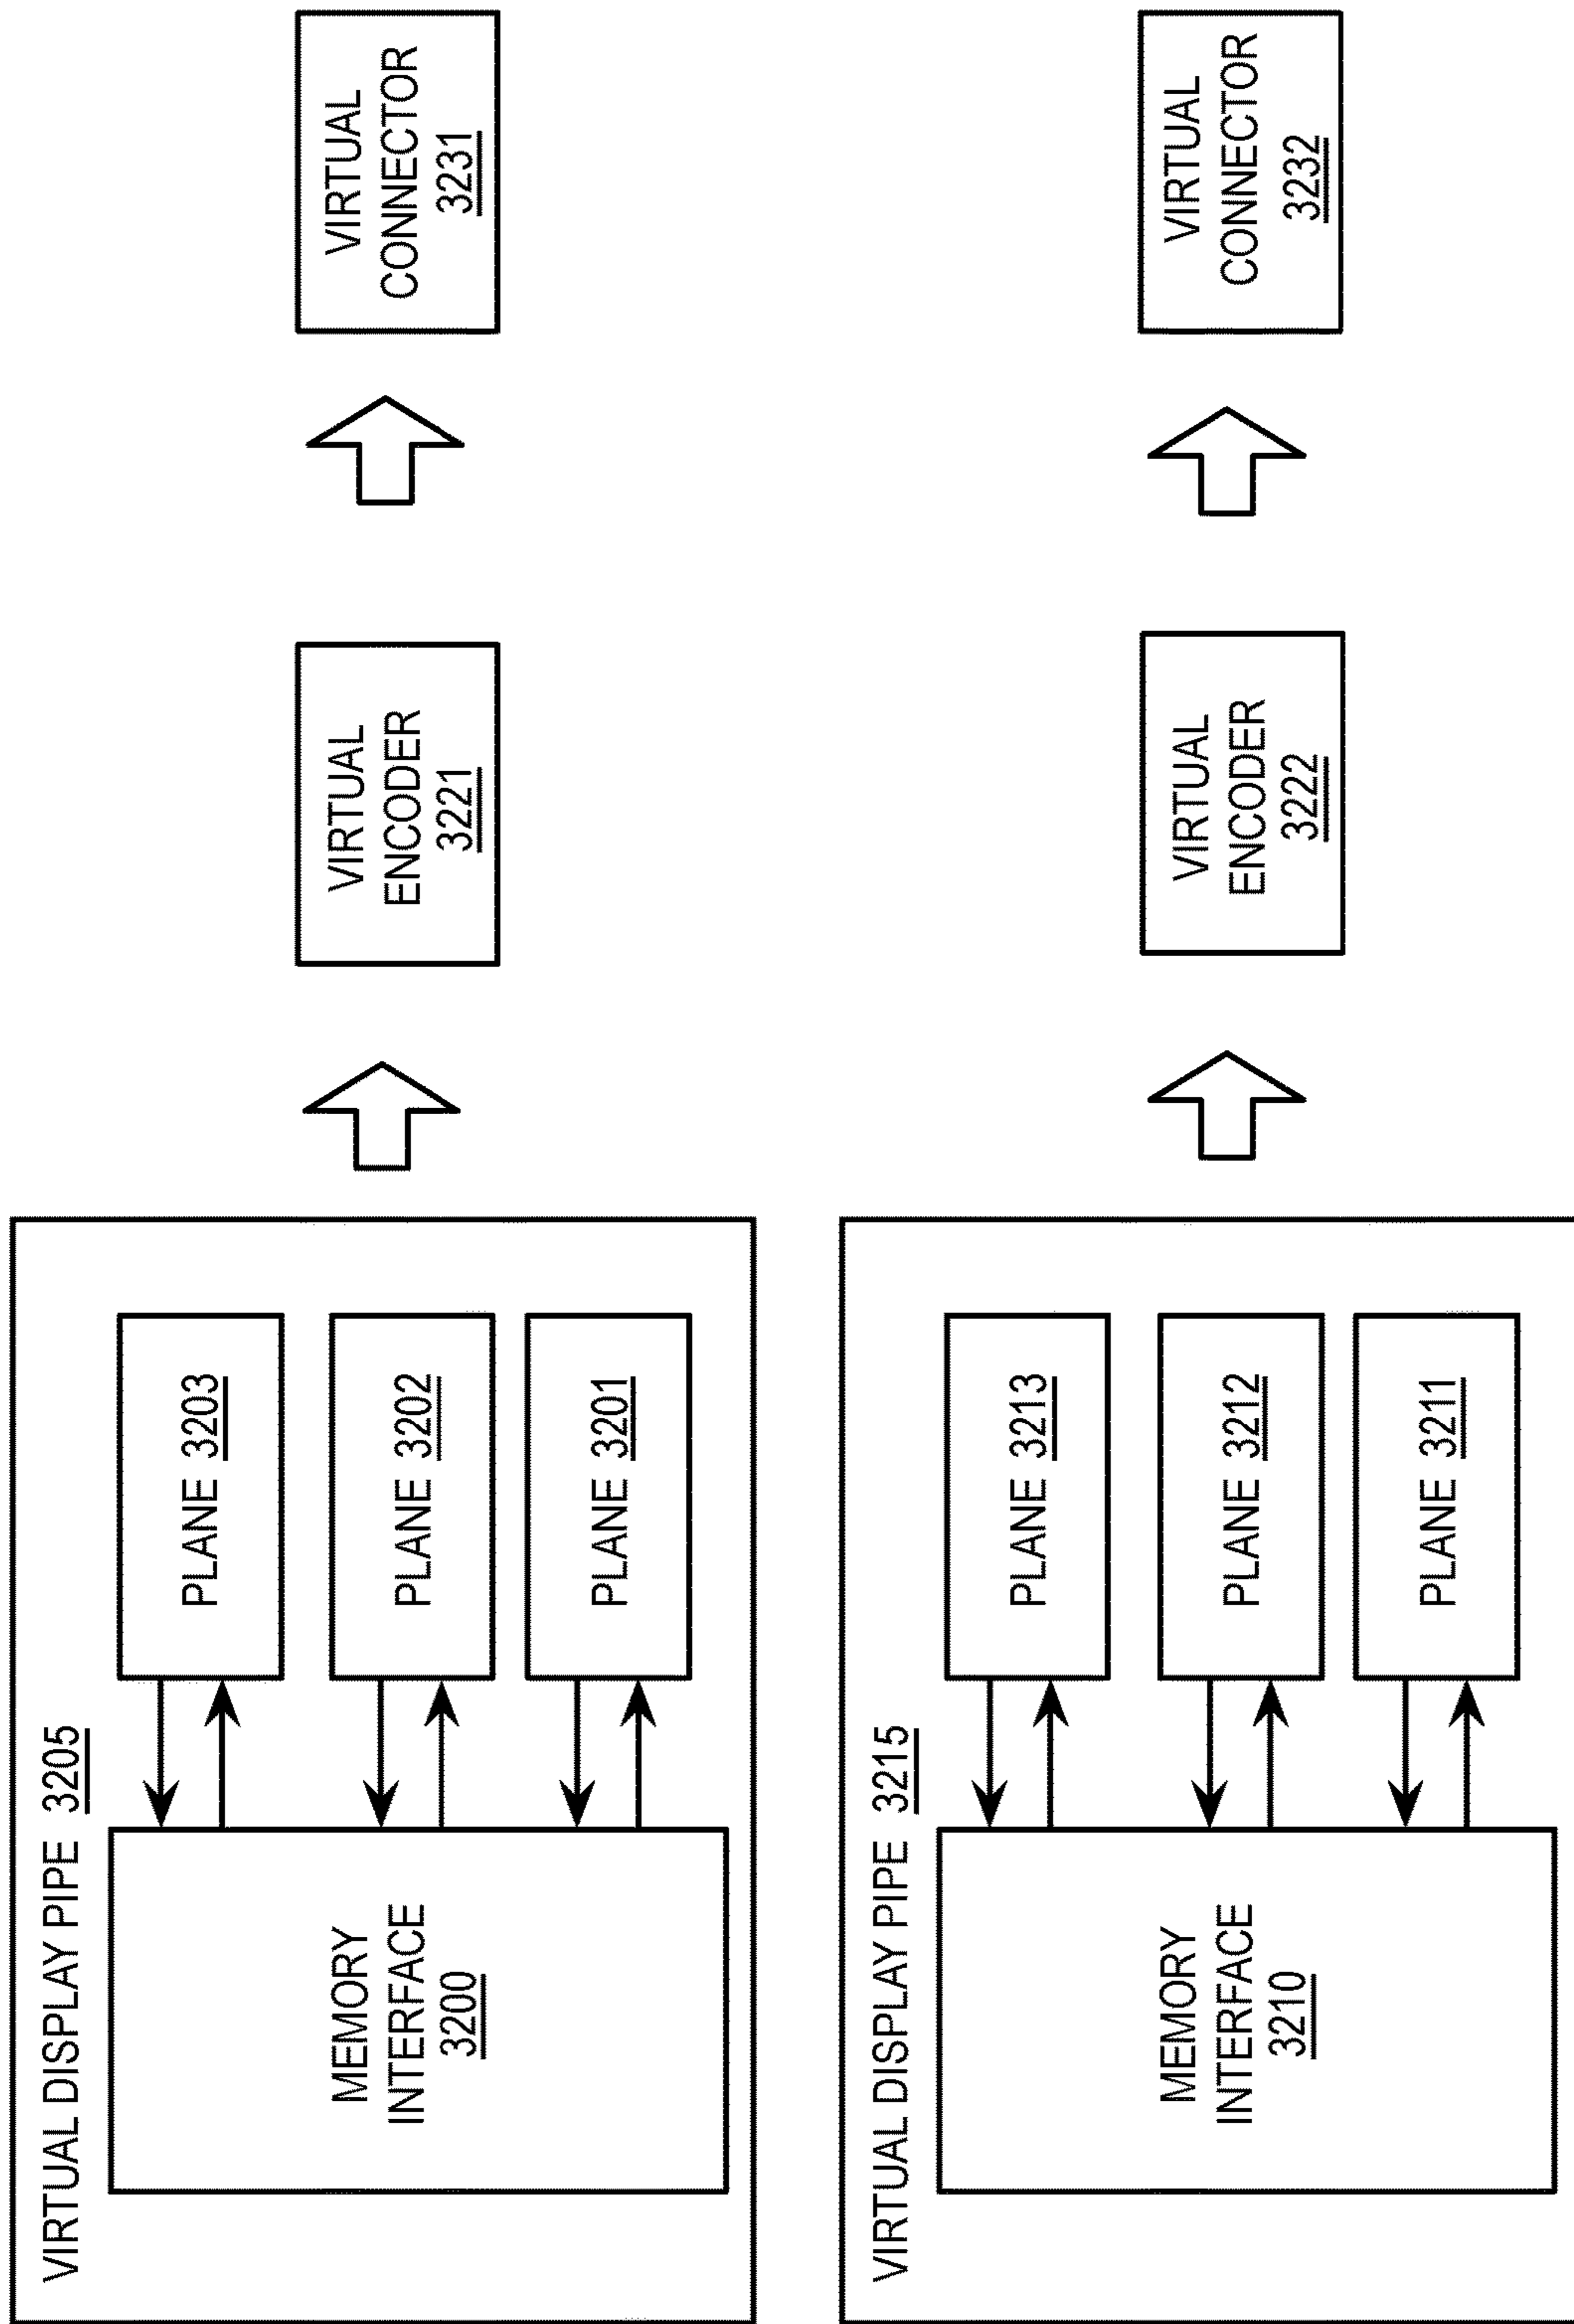 VIRTUAL DISPLAY PIPE 3205
MEMORY
INTERFACE
3200
PLANE 3203
PLANE 3202
PLANE 3201
VIRTUAL
ENCODER
3221
VIRTUAL
CONNECTOR
3231
VIRTUAL DISPLAY PIPE 3215
MEMORY
INTERFACE
3210
PLANE 3213
PLANE 3212
PLANE 3211
VIRTUAL
ENCODER
3222
VIRTUAL
CONNECTOR
3232